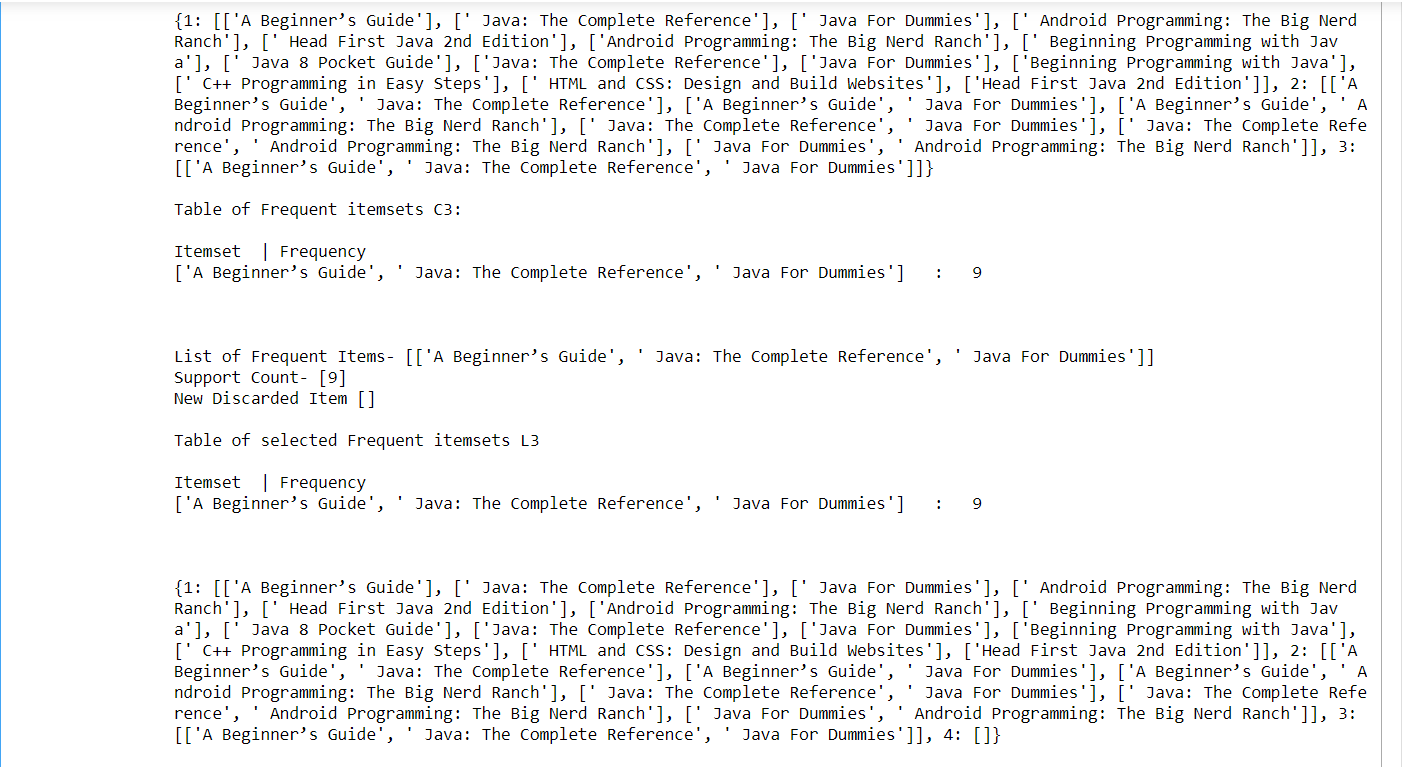 {1: [['A Beginner’s Guide'], [' Java: The Complete Reference'], [' Java For Dummies'], [' Android Programming: The Big Nerd
Ranch'], [' Head First Java 2nd Edition'], ['Android Programming: The Big Nerd Ranch'], [' Beginning Programming with Jav
a'], [' Java 8 Pocket Guide'], ['Java: The Complete Reference'], ['Java For Dummies'], ['Beginning Programming with Java'],
[' C++ Programming in Easy Steps'], [' HTML and CSS: Design and Build Websites'], ['Head First Java 2nd Edition']], 2: [['A
Beginner’s Guide', ' Java: The Complete Reference'], ['A Beginner’s Guide', ' Java For Dummies'], ['A Beginner’s Guide', ' A
ndroid Programming: The Big Nerd Ranch'], [' Java: The Complete Reference', ' Java For Dummies'], [' Java: The Complete Refe
rence', ' Android Programming: The Big Nerd Ranch'], [' Java For Dummies', ' Android Programming: The Big Nerd Ranch']], 3:
[['A Beginner’s Guide', ' Java: The Complete Reference', ' Java For Dummies']]}
Table of Frequent itemsets C3:
Itemset  | Frequency
['A Beginner’s Guide', ' Java: The Complete Reference', ' Java For Dummies']   :   9
List of Frequent Items- [['A Beginner’s Guide', ' Java: The Complete Reference', ' Java For Dummies']]
Support Count- [9]
New Discarded Item []
Table of selected Frequent itemsets L3
Itemset  | Frequency
['A Beginner’s Guide', ' Java: The Complete Reference', ' Java For Dummies']   :   9
{1: [['A Beginner’s Guide'], [' Java: The Complete Reference'], [' Java For Dummies'], [' Android Programming: The Big Nerd
Ranch'], [' Head First Java 2nd Edition'], ['Android Programming: The Big Nerd Ranch'], [' Beginning Programming with Jav
a'], [' Java 8 Pocket Guide'], ['Java: The Complete Reference'], ['Java For Dummies'], ['Beginning Programming with Java'],
[' C++ Programming in Easy Steps'], [' HTML and CSS: Design and Build Websites'], ['Head First Java 2nd Edition']], 2: [['A
Beginner’s Guide', ' Java: The Complete Reference'], ['A Beginner’s Guide', ' Java For Dummies'], ['A Beginner’s Guide', ' A
ndroid Programming: The Big Nerd Ranch'], [' Java: The Complete Reference', ' Java For Dummies'], [' Java: The Complete Refe
rence', ' Android Programming: The Big Nerd Ranch'], [' Java For Dummies', ' Android Programming: The Big Nerd Ranch']], 3:
[['A Beginner’s Guide', ' Java: The Complete Reference', ' Java For Dummies']], 4: []}